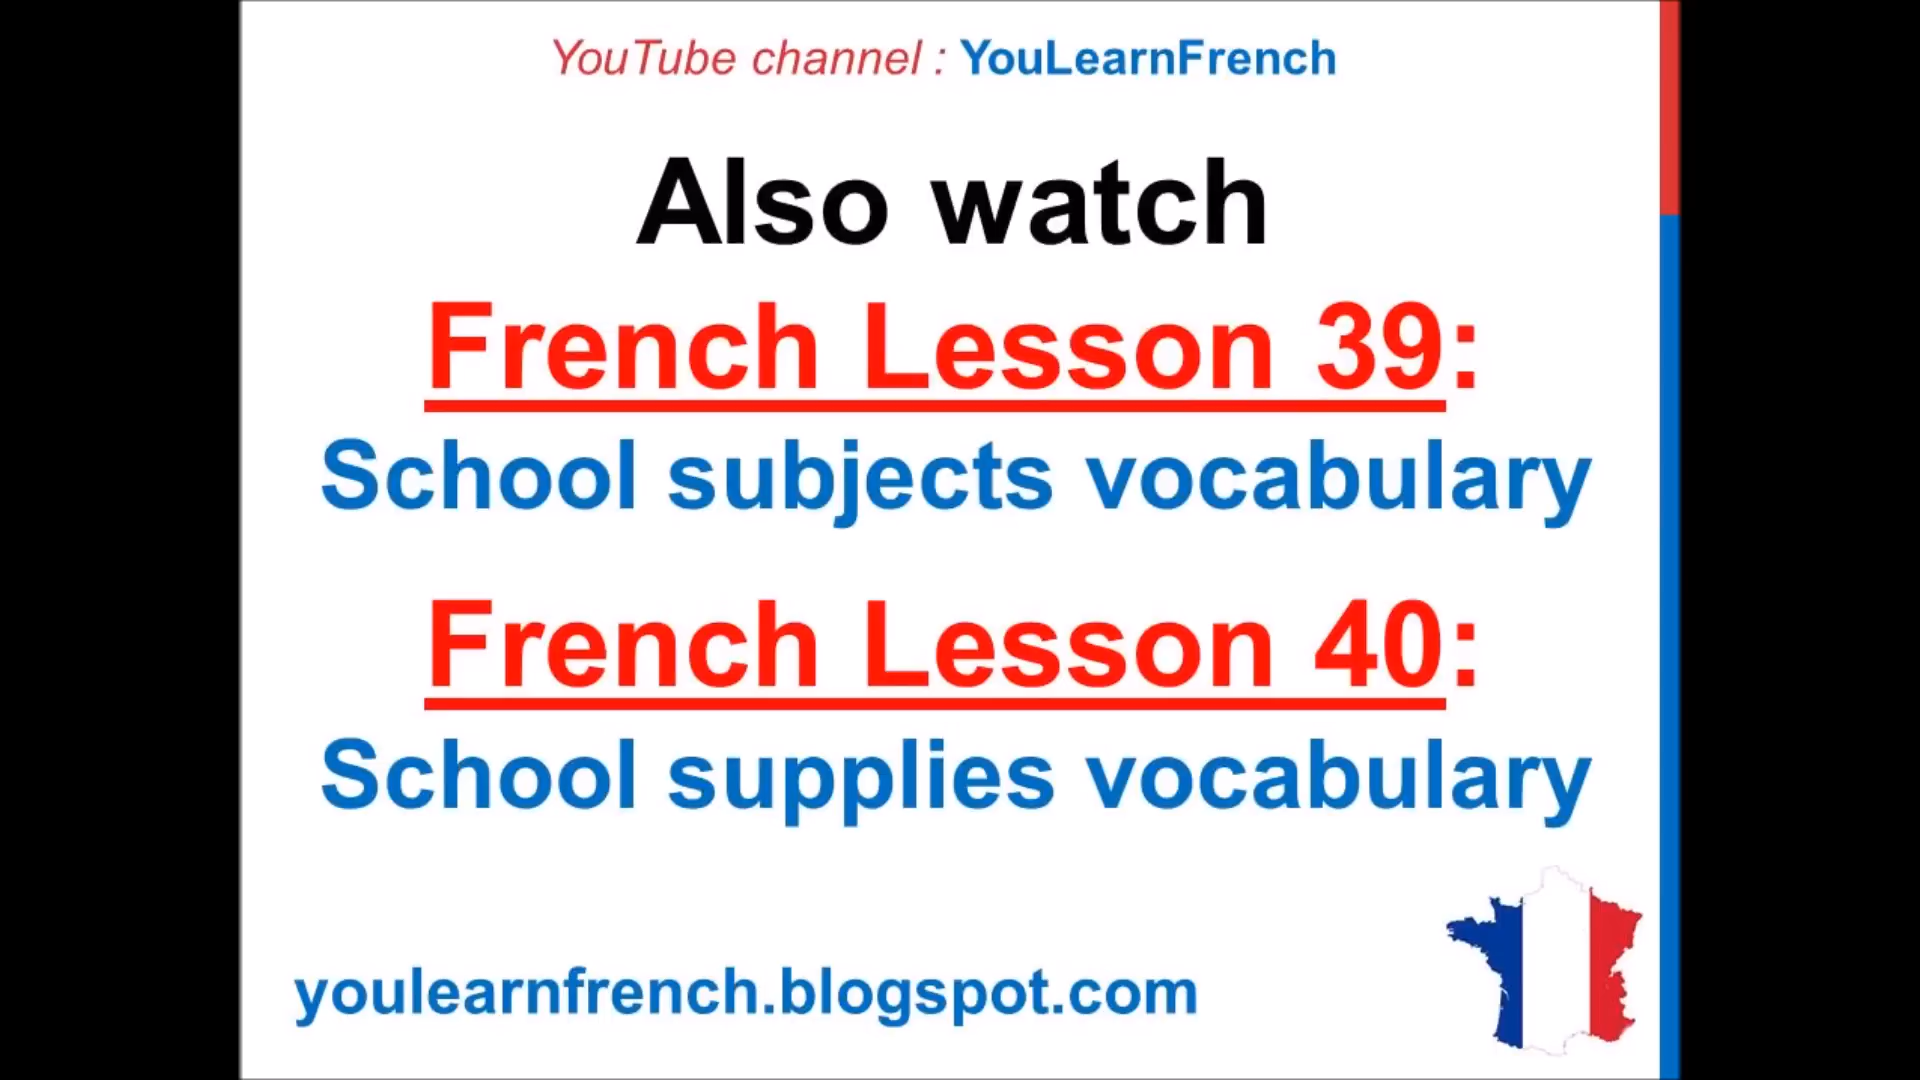 YouTube channel : YouLearnFrench
Also watch
French Lesson 39:
School subjects vocabulary
French Lesson 40:
School supplies vocabulary
youlearnfrench.blogspot.com